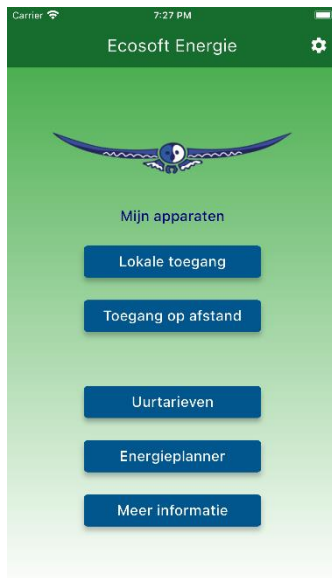 Carrier 7:27 PM
Ecosoft Energie
Mijn apparaten
Lokale toegang
Toegang op afstand
Uurtarieven
Energieplanner
Meer informatie